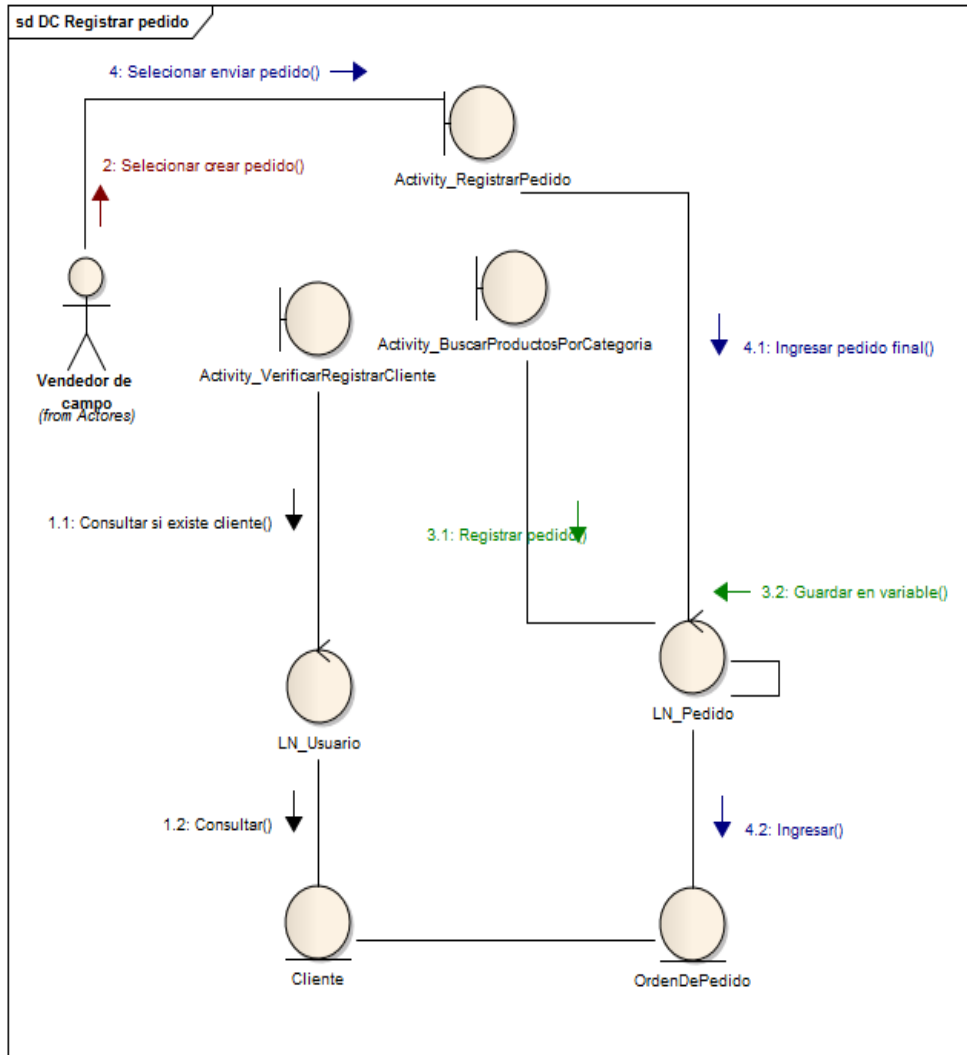 sd DC Registrar pedido
4: Selecionar enviar pedido()
2: Selecionar crear pedido()
Activity_RegistrarPedido
Vendedor de
campo
(from Actores)
Activity_VerificarRegistrarCliente
Activity_BuscarProductosPorCategoria
4.1: Ingresar pedido final()
1.1: Consultar si existe cliente()
3.1: Registrar pedido()
3.2: Guardar en variable()
LN_Usuario
LN_Pedido
1.2: Consultar()
4.2: Ingresar()
Cliente
OrdenDePedido